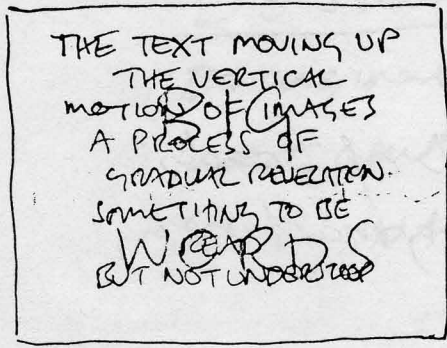 THE TEXT MOVING UP
THE VERTICAL
MOTION OF IMAGES
A PROCESS OF
GRADUAL REVELATION.
SOMETHING TO BE
READ
BUT NOT UNDERSTOOD
BIG
WORDS